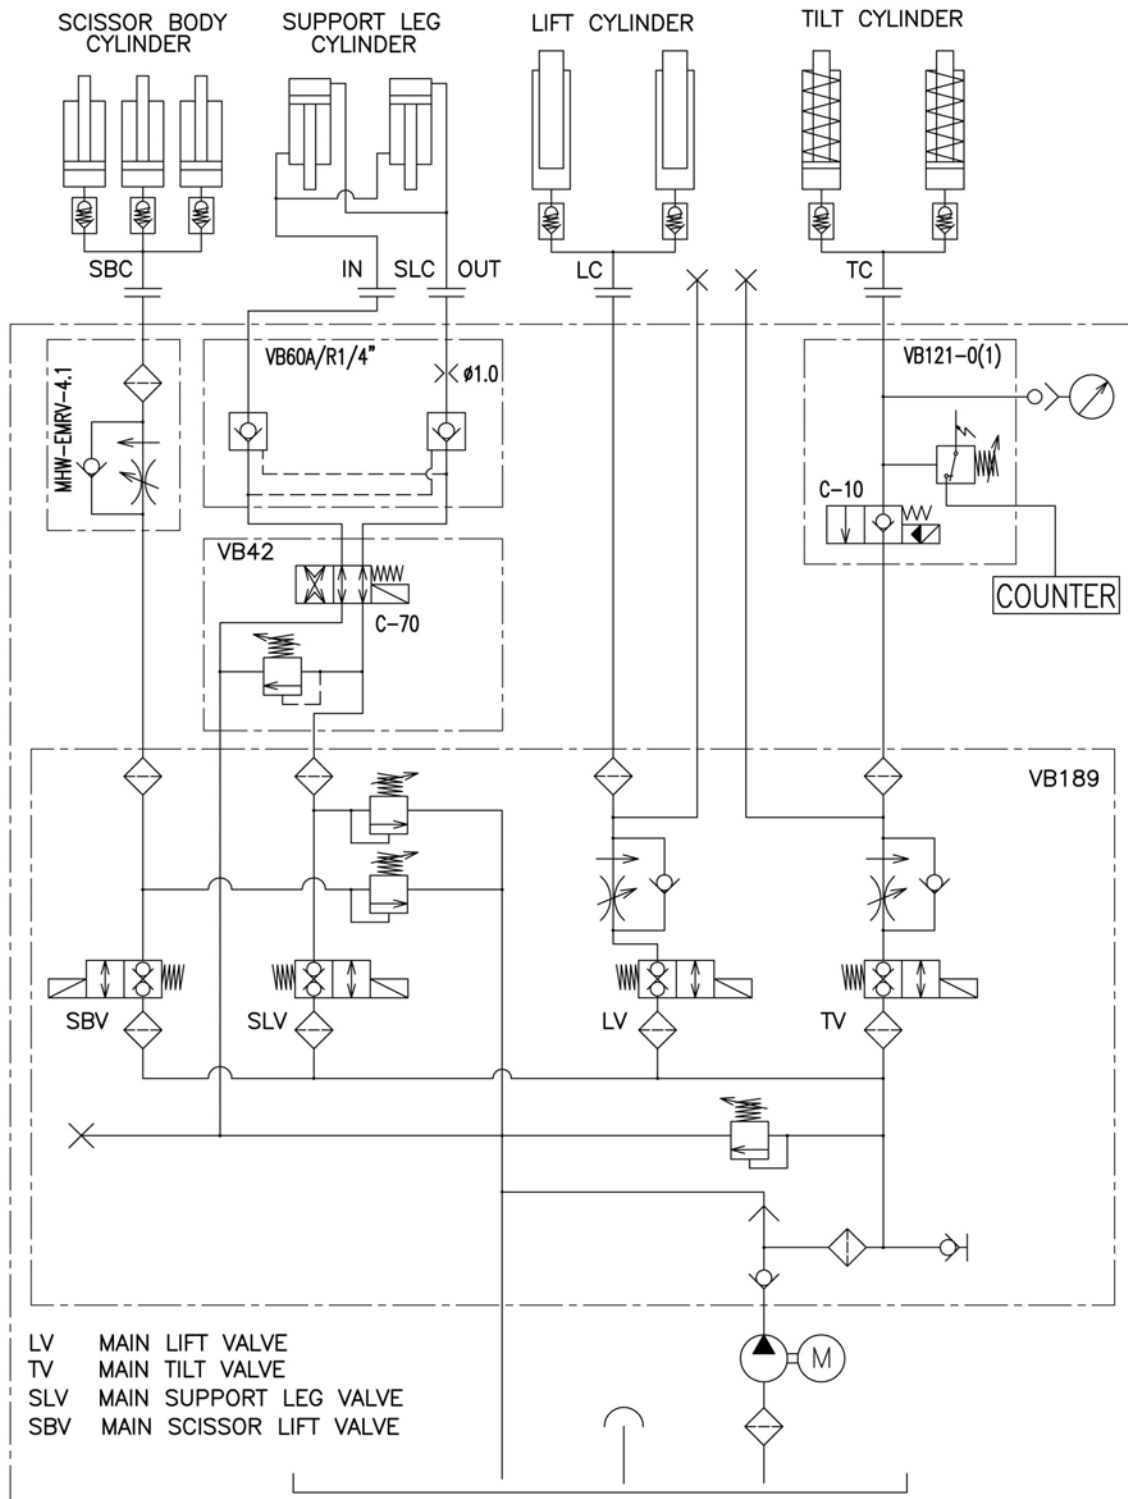 SCISSOR BODY
CYLINDER
SUPPORT LEG
CYLINDER
LIFT CYLINDER
TILT CYLINDER
SBC
IN
SLC
OUT
LC
TC
MHW-EMRV-4.1
VB60A/R1/4"
ø1.0
VB121-0(1)
C-10
COUNTER
VB42
C-70
VB189
SBV
SLV
LV
TV
M
LV MAIN LIFT VALVE
TV MAIN TILT VALVE
SLV MAIN SUPPORT LEG VALVE
SBV MAIN SCISSOR LIFT VALVE